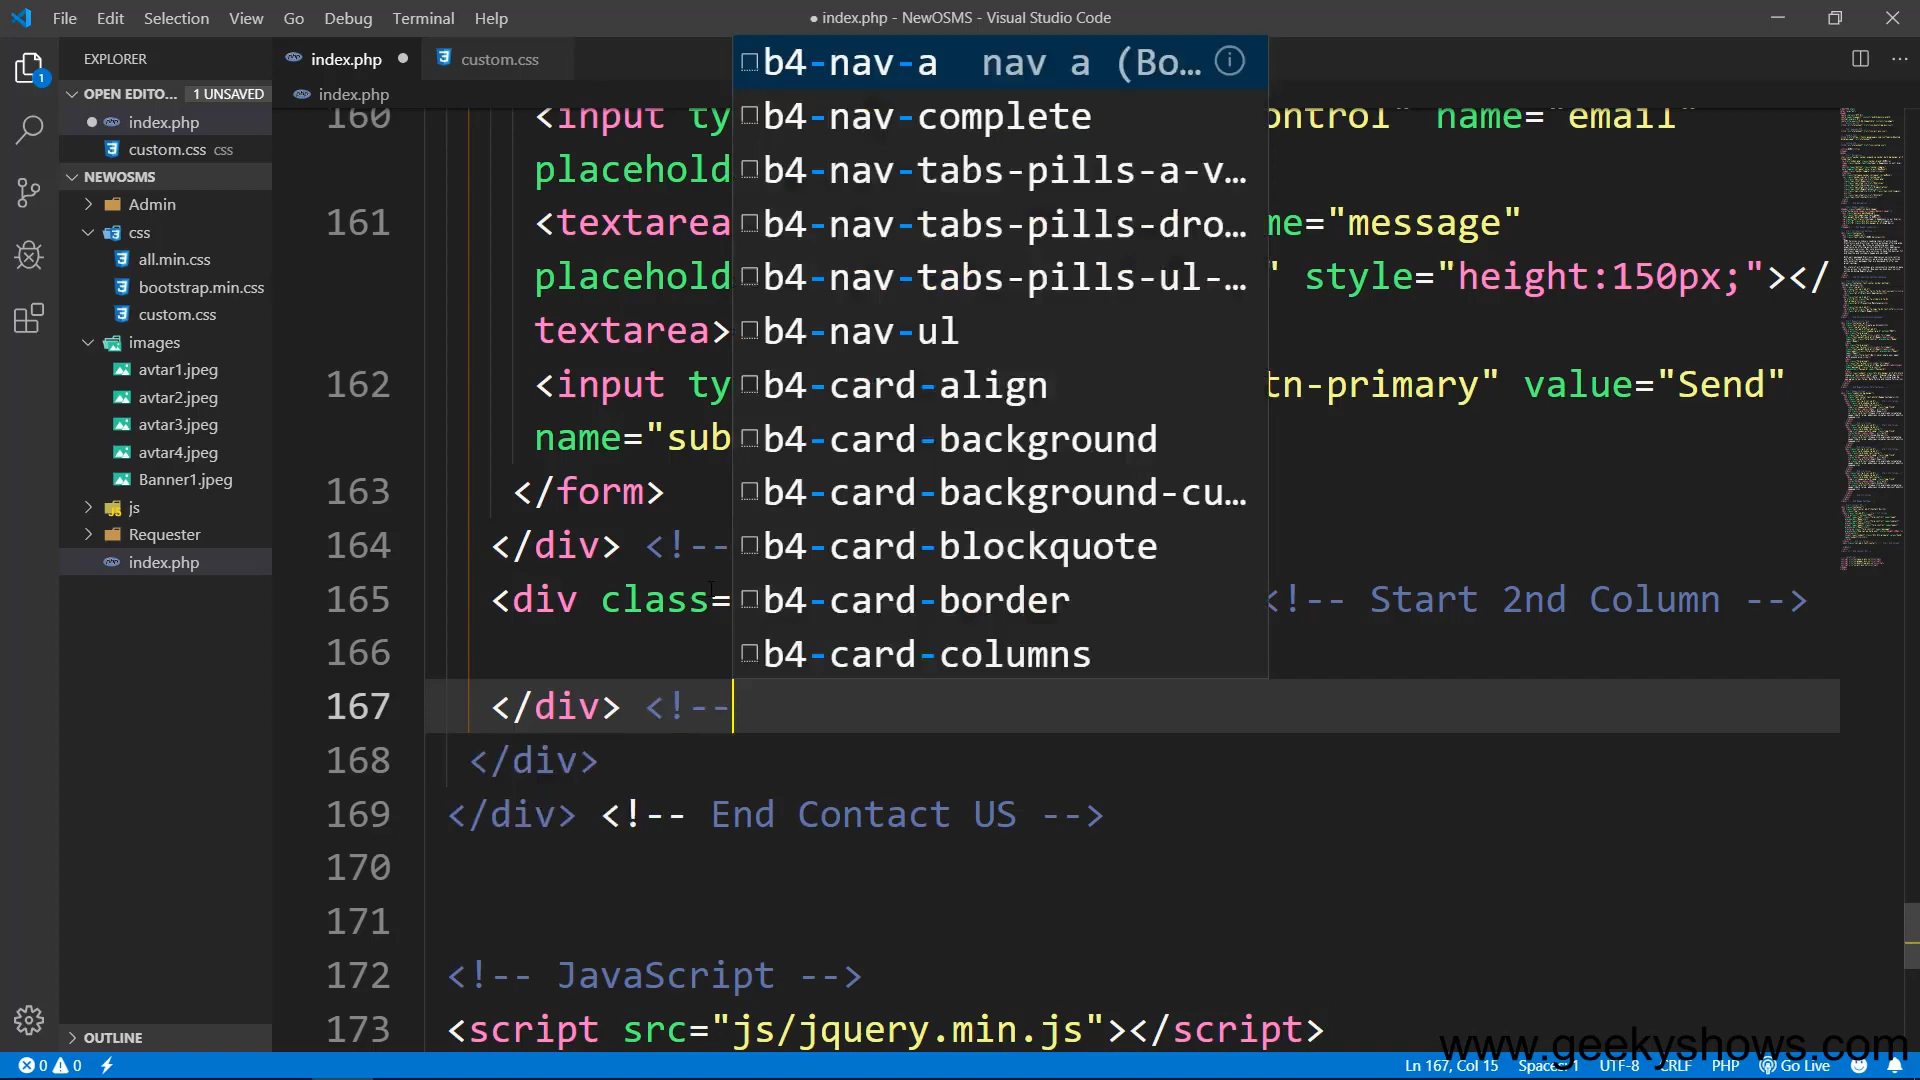 File Edit Selection View Go Debug Terminal Help
● index.php - NewOSMS - Visual Studio Code
EXPLORER
OPEN EDITO... 1 UNSAVED
index.php
custom.css css
NEWOSMS
Admin
css
all.min.css
bootstrap.min.css
custom.css
images
avtar1.jpeg
avtar2.jpeg
avtar3.jpeg
avtar4.jpeg
Banner1.jpeg
js
Requester
index.php
OUTLINE
1
index.php
custom.css
index.php
b4-nav-a nav a (Bo...
b4-nav-complete
b4-nav-tabs-pills-a-v...
b4-nav-tabs-pills-dro...
b4-nav-tabs-pills-ul-...
b4-nav-ul
b4-card-align
b4-card-background
b4-card-background-cu...
b4-card-blockquote
b4-card-border
b4-card-columns
160 <input ty ontrol" name="email"
placehold
161 <textarea me="message"
placehold " style="height:150px;"></
textarea>
162 <input ty tn-primary" value="Send"
name="sub
163 </form>
164 </div> <!--
165 <div class= <!-- Start 2nd Column -->
166
167 </div> <!--
168 </div>
169 </div> <!-- End Contact US -->
170
171
172 <!-- JavaScript -->
173 <script src="js/jquery.min.js"></script>
www.geekyshows.com
0 0 Ln 167, Col 15 Spaces: 1 UTF-8 CRLF PHP Go Live